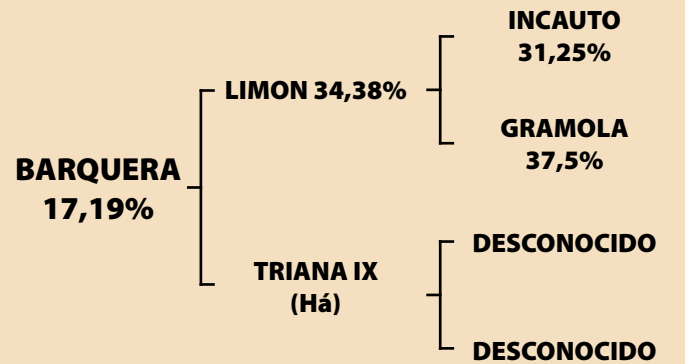 INCAUTO
31,25%
LIMON 34,38%
GRAMOLA
37,5%
BARQUERA
17,19%
DESCONOCIDO
TRIANA IX
(Há)
DESCONOCIDO